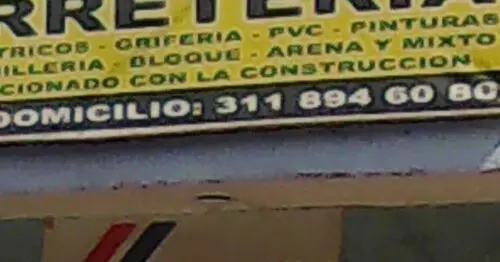 RRETERIA
TRICOS - GRIFERIA - PVC - PINTURAS
ILLERIA - BLOQUE - ARENA Y MIXTO
CIONADO CON LA CONSTRUCCION
DOMICILIO: 311 894 60 80